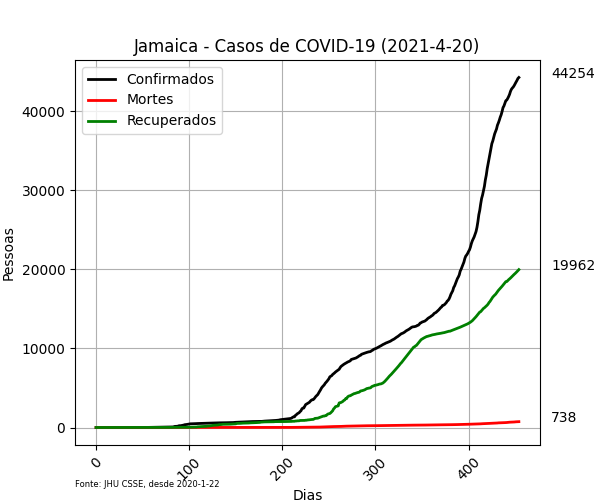 Jamaica - Casos de COVID-19 (2021-4-20)
Confirmados
Mortes
Recuperados
44254
19962
738
Pessoas
40000
30000
20000
10000
0
0
100
200
300
400
Dias
Fonte: JHU CSSE, desde 2020-1-22